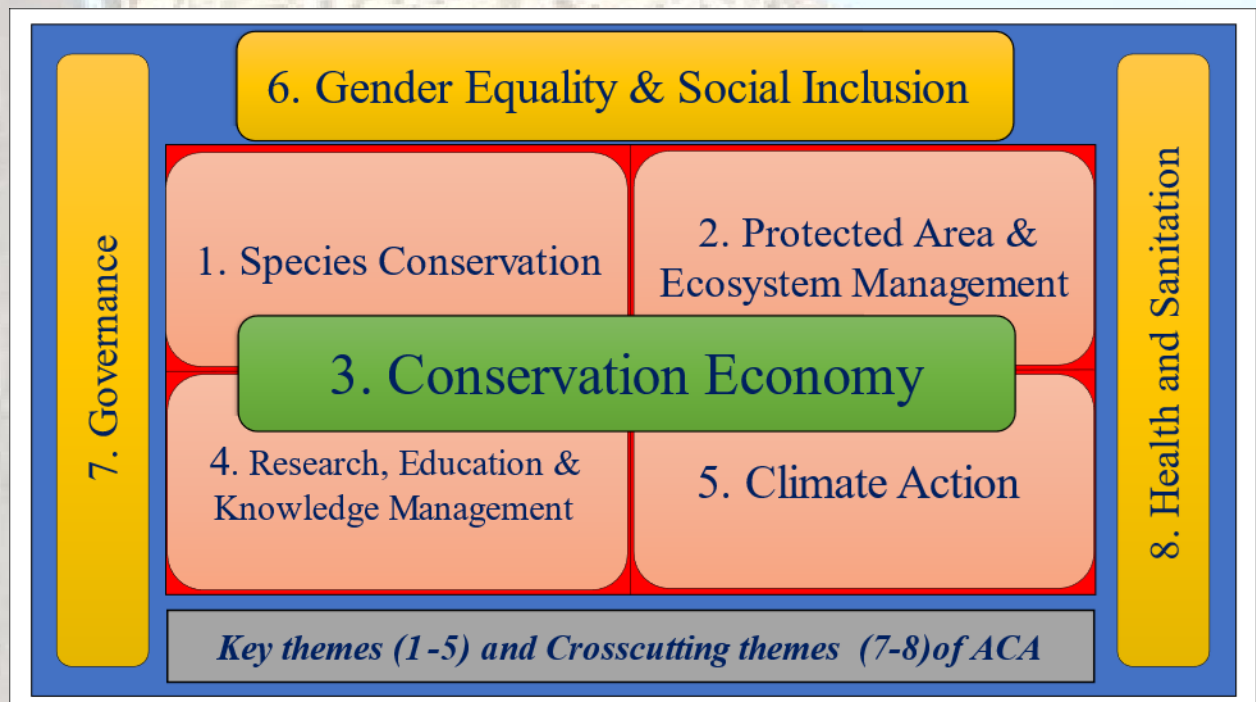 6. Gender Equality & Social Inclusion
7. Governance
1. Species Conservation
2. Protected Area &
Ecosystem Management
3. Conservation Economy
4. Research, Education &
Knowledge Management
5. Climate Action
8. Health and Sanitation
Key themes (1-5) and Crosscutting themes (7-8)of ACA